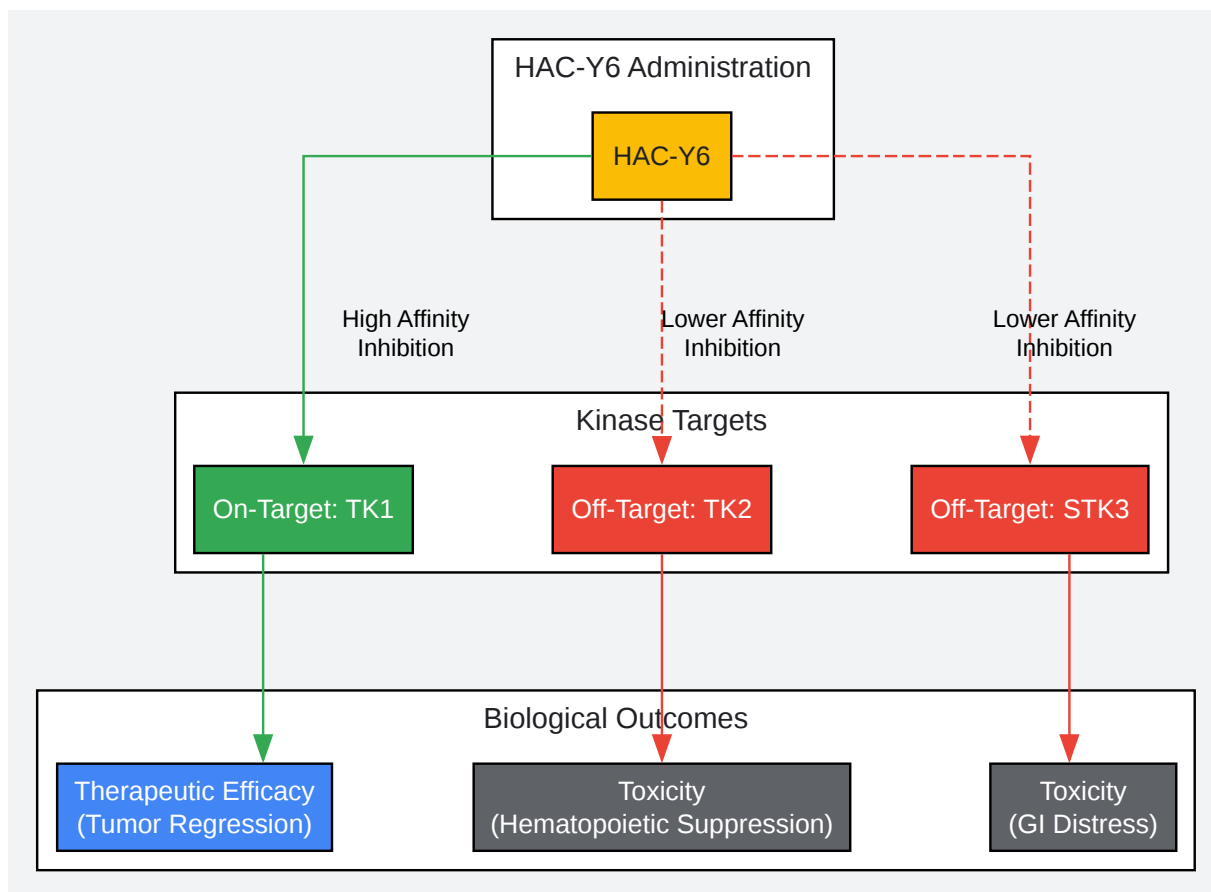 HAC-Y6 Administration
HAC-Y6
High Affinity
Inhibition
Lower Affinity
Inhibition
Lower Affinity
Inhibition
Kinase Targets
On-Target: TK1
Off-Target: TK2
Off-Target: STK3
Biological Outcomes
Therapeutic Efficacy
(Tumor Regression)
Toxicity
(Hematopoietic Suppression)
Toxicity
(GI Distress)